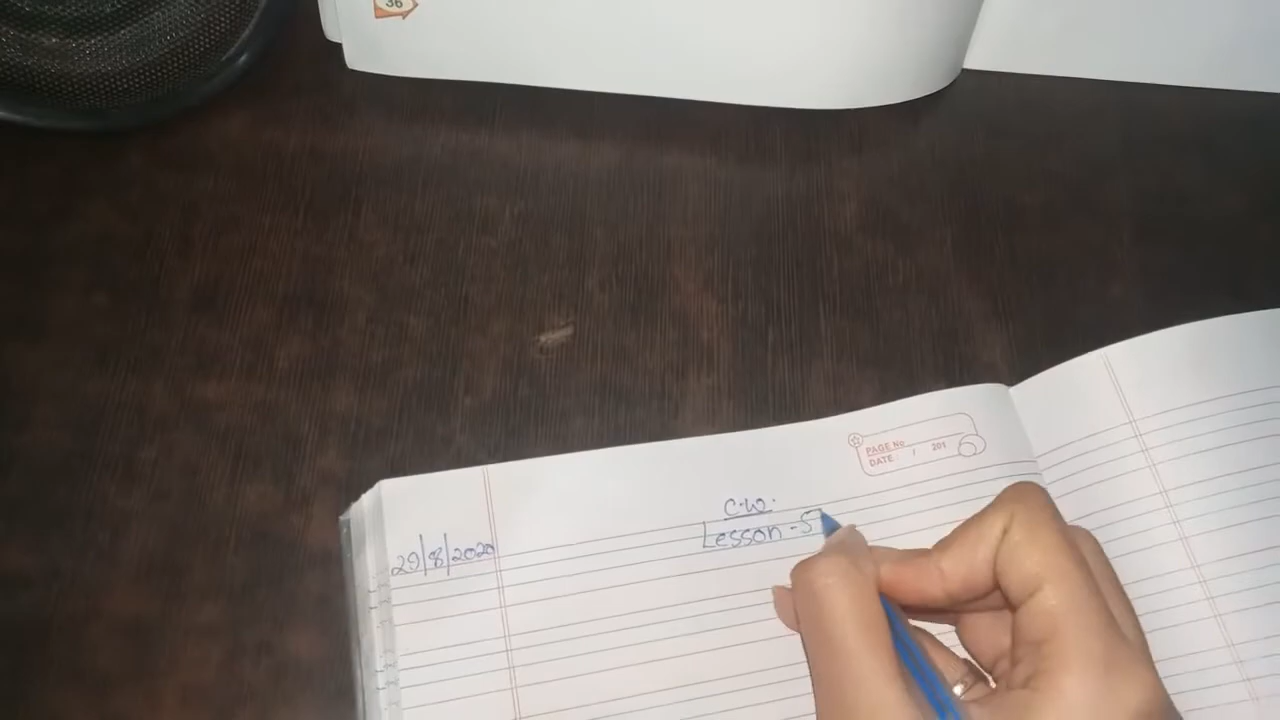 36
PAGE No
DATE / 201
C.W.
Lesson - 5
29/8/2020